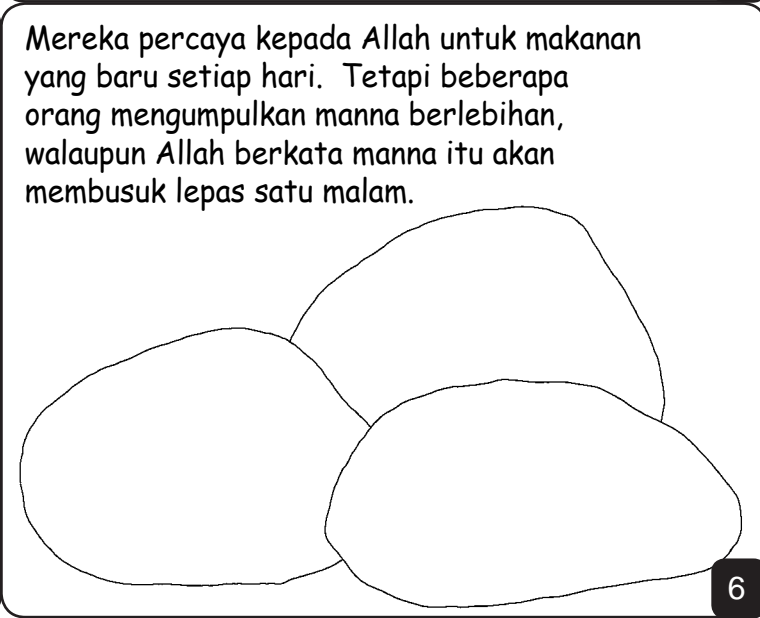 Mereka percaya kepada Allah untuk makanan
yang baru setiap hari.  Tetapi beberapa
orang mengumpulkan manna berlebihan,
walaupun Allah berkata manna itu akan
membusuk lepas satu malam.
6